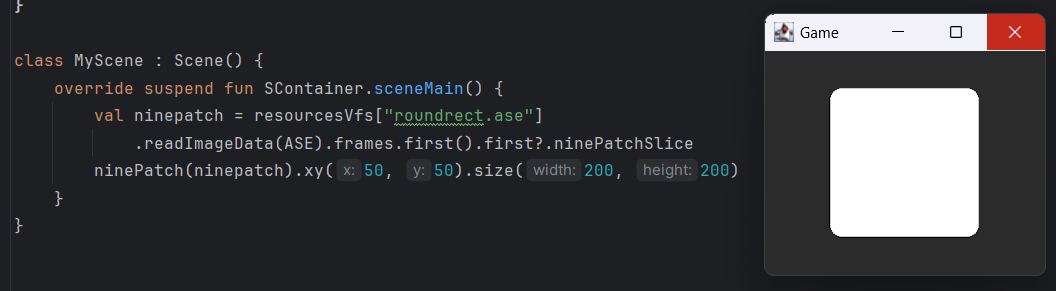 }
class MyScene : Scene() {
override suspend fun SContainer.sceneMain() {
val ninepatch = resourcesVfs["roundrect.ase"]
.readImageData(ASE).frames.first().first?.ninePatchSlice
ninePatch(ninepatch).xy( x: 50, y: 50).size( width: 200, height: 200)
}
}
Game